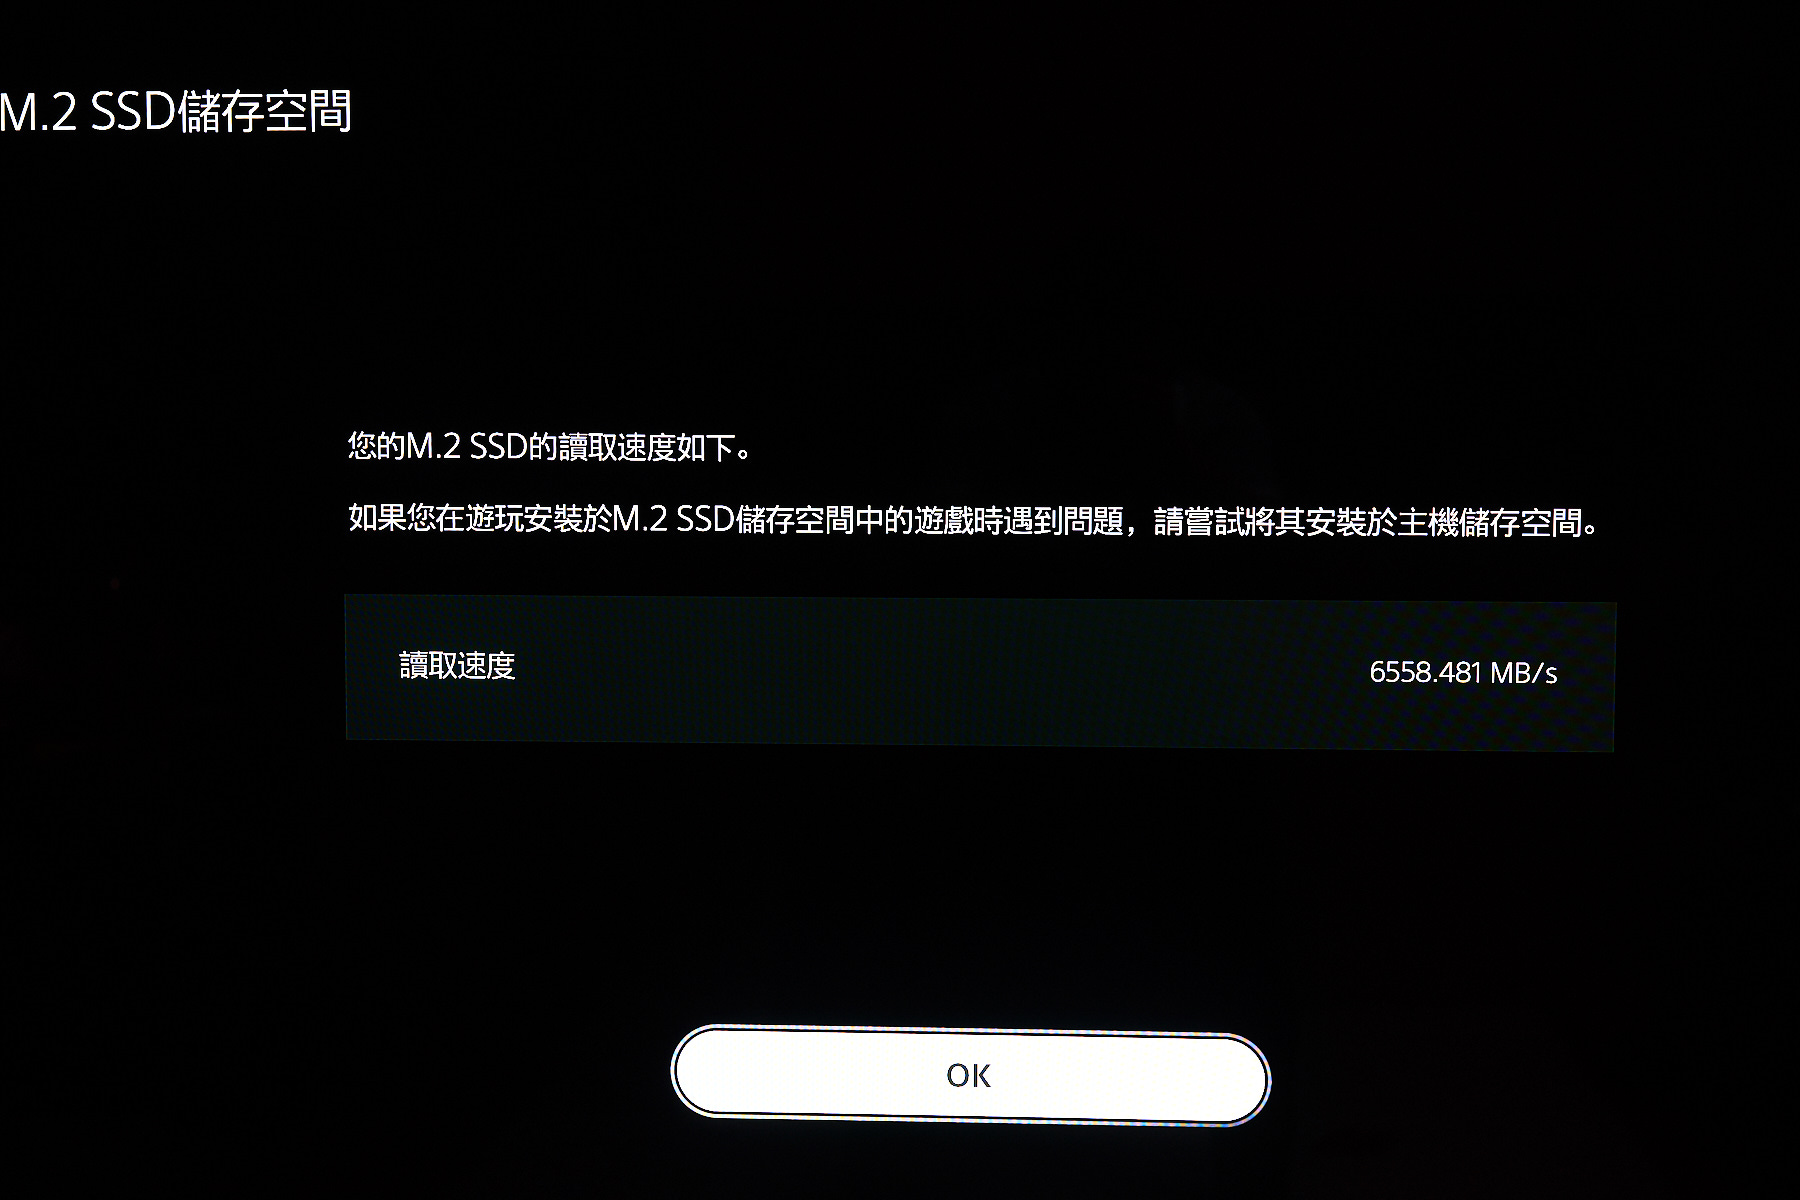 M.2 SSD儲存空間
您的M.2 SSD的讀取速度如下。
如果您在遊玩安裝於M.2 SSD儲存空間中的遊戲時遇到問題，請嘗試將其安裝於主機儲存空間。
讀取速度
6558.481 MB/s
OK